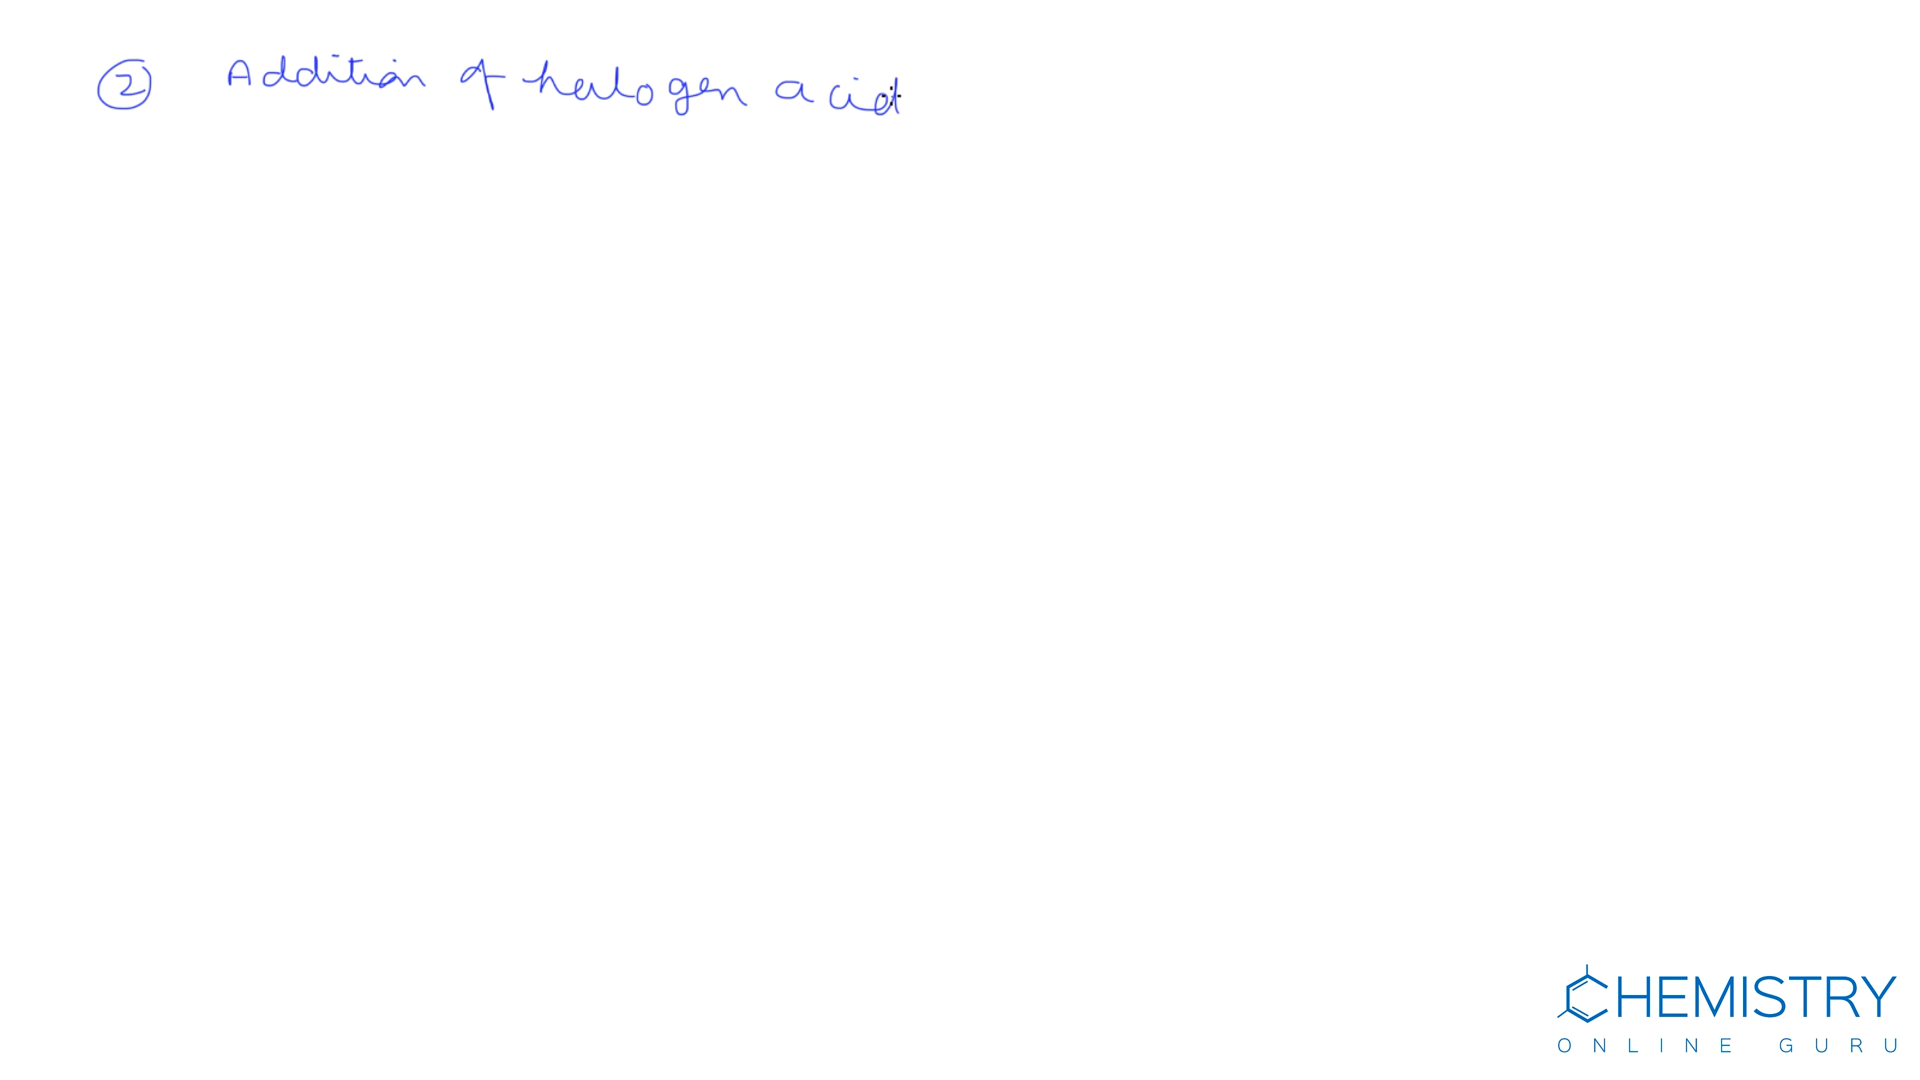 ② Addition of halogen acid
CHEMISTRY
ONLINE GURU